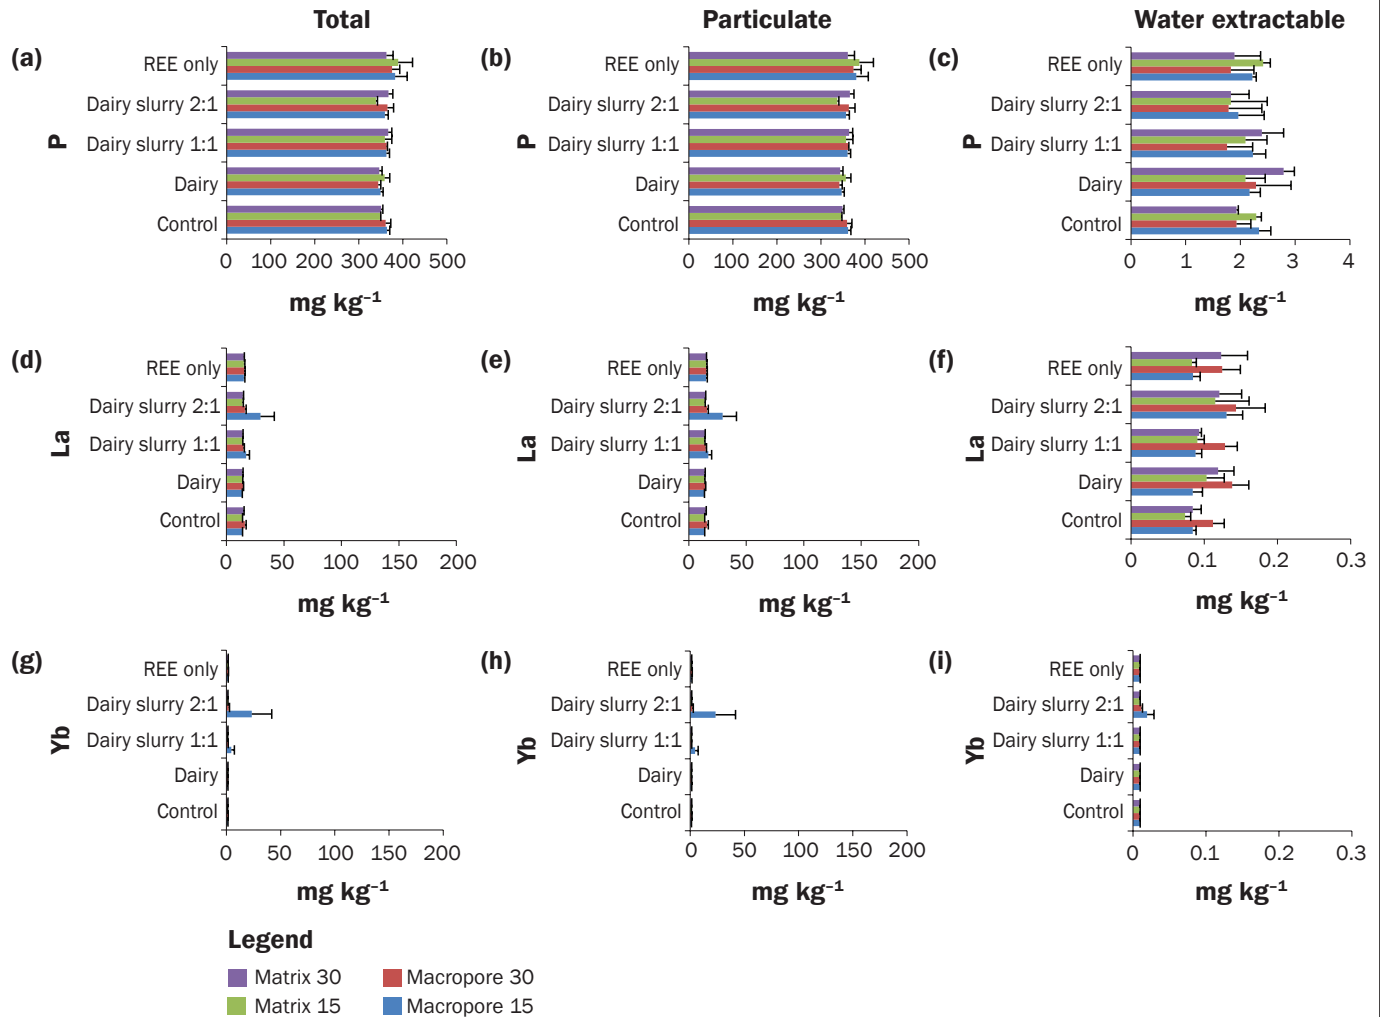 Total
Particulate
Water extractable
(a)
P
REE only
Dairy slurry 2:1
Dairy slurry 1:1
Dairy
Control
0 100 200 300 400 500
mg kg⁻¹
(b)
P
REE only
Dairy slurry 2:1
Dairy slurry 1:1
Dairy
Control
0 100 200 300 400 500
mg kg⁻¹
(c)
P
REE only
Dairy slurry 2:1
Dairy slurry 1:1
Dairy
Control
0 1 2 3 4
mg kg⁻¹
(d)
La
REE only
Dairy slurry 2:1
Dairy slurry 1:1
Dairy
Control
0 50 100 150 200
mg kg⁻¹
(e)
La
REE only
Dairy slurry 2:1
Dairy slurry 1:1
Dairy
Control
0 50 100 150 200
mg kg⁻¹
(f)
La
REE only
Dairy slurry 2:1
Dairy slurry 1:1
Dairy
Control
0 0.1 0.2 0.3
mg kg⁻¹
(g)
Yb
REE only
Dairy slurry 2:1
Dairy slurry 1:1
Dairy
Control
0 50 100 150 200
mg kg⁻¹
(h)
Yb
REE only
Dairy slurry 2:1
Dairy slurry 1:1
Dairy
Control
0 50 100 150 200
mg kg⁻¹
(i)
Yb
REE only
Dairy slurry 2:1
Dairy slurry 1:1
Dairy
Control
0 0.1 0.2 0.3
mg kg⁻¹
Legend
Matrix 30 Macropore 30
Matrix 15 Macropore 15